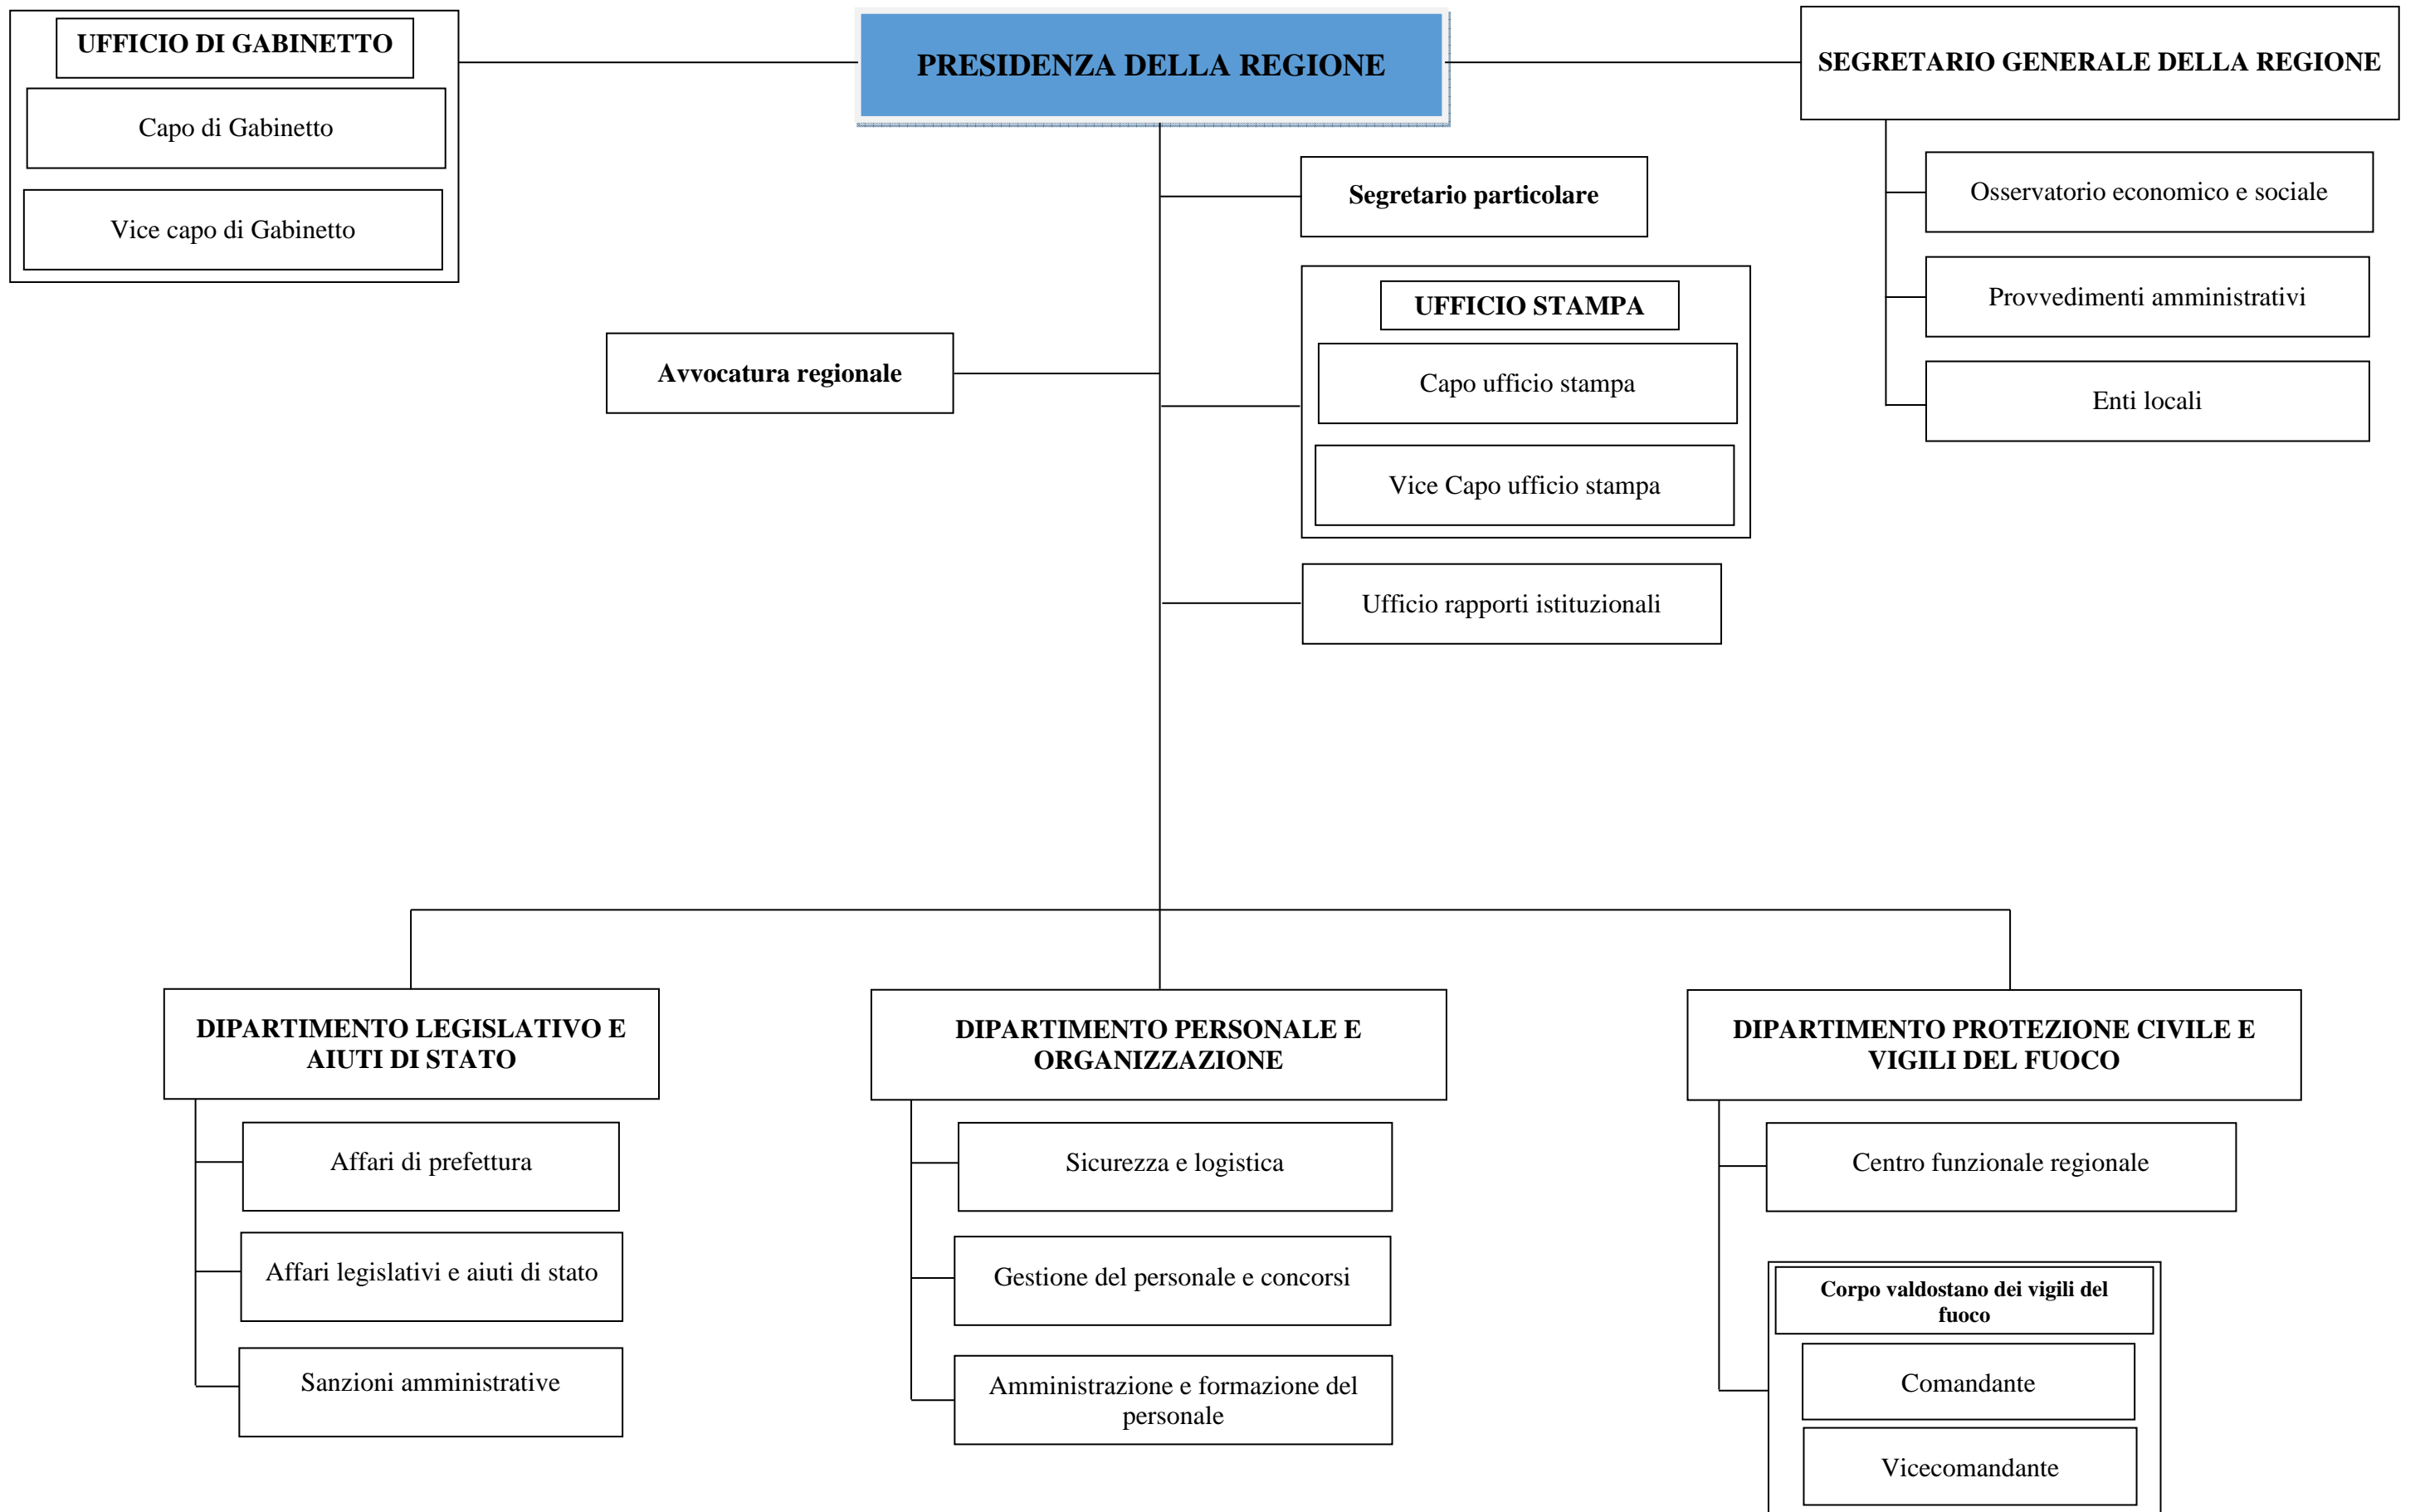 UFFICIO DI GABINETTO
Capo di Gabinetto
Vice capo di Gabinetto
PRESIDENZA DELLA REGIONE
SEGRETARIO GENERALE DELLA REGIONE
Osservatorio economico e sociale
Provvedimenti amministrativi
Enti locali
Segretario particolare
UFFICIO STAMPA
Capo ufficio stampa
Vice Capo ufficio stampa
Avvocatura regionale
Ufficio rapporti istituzionali
DIPARTIMENTO LEGISLATIVO E
AIUTI DI STATO
Affari di prefettura
Affari legislativi e aiuti di stato
Sanzioni amministrative
DIPARTIMENTO PERSONALE E
ORGANIZZAZIONE
Sicurezza e logistica
Gestione del personale e concorsi
Amministrazione e formazione del
personale
DIPARTIMENTO PROTEZIONE CIVILE E
VIGILI DEL FUOCO
Centro funzionale regionale
Corpo valdostano dei vigili del
fuoco
Comandante
Vicecomandante